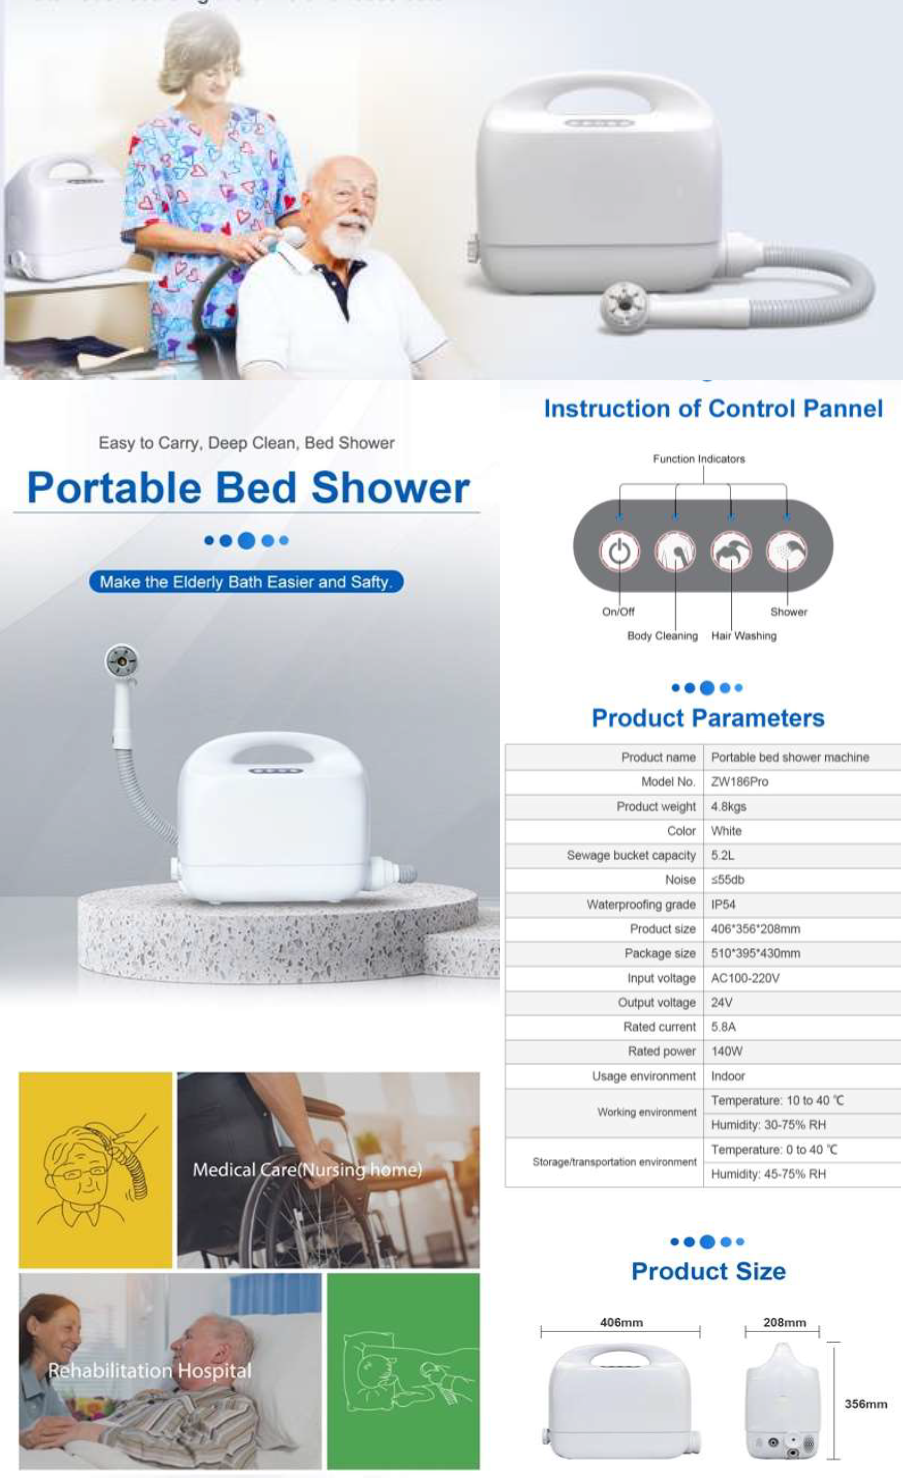 Easy to Carry, Deep Clean, Bed Shower
Portable Bed Shower
Make the Elderly Bath Easier and Safty.
Medical Care(Nursing home)
Rehabilitation Hospital
Instruction of Control Pannel
Function Indicators
On/Off
Shower
Body Cleaning Hair Washing
Product Parameters
Product name Portable bed shower machine
Model No. ZW186Pro
Product weight 4.8kgs
Color White
Sewage bucket capacity 5.2L
Noise ≤55db
Waterproofing grade IP54
Product size 406*356*208mm
Package size 510*395*430mm
Input voltage AC100-220V
Output voltage 24V
Rated current 5.8A
Rated power 140W
Usage environment Indoor
Working environment Temperature: 10 to 40 ℃
Humidity: 30-75% RH
Storage/transportation environment Temperature: 0 to 40 ℃
Humidity: 45-75% RH
Product Size
406mm
208mm
356mm